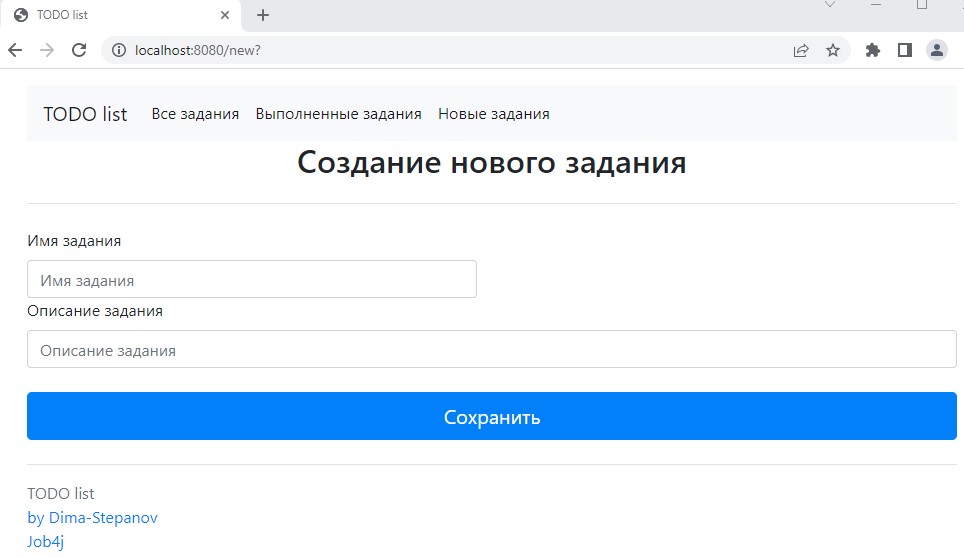 TODO list
localhost:8080/new?
TODO list Все задания Выполненные задания Новые задания
Создание нового задания
Имя задания
Имя задания
Описание задания
Описание задания
Сохранить
TODO list
by Dima-Stepanov
Job4j